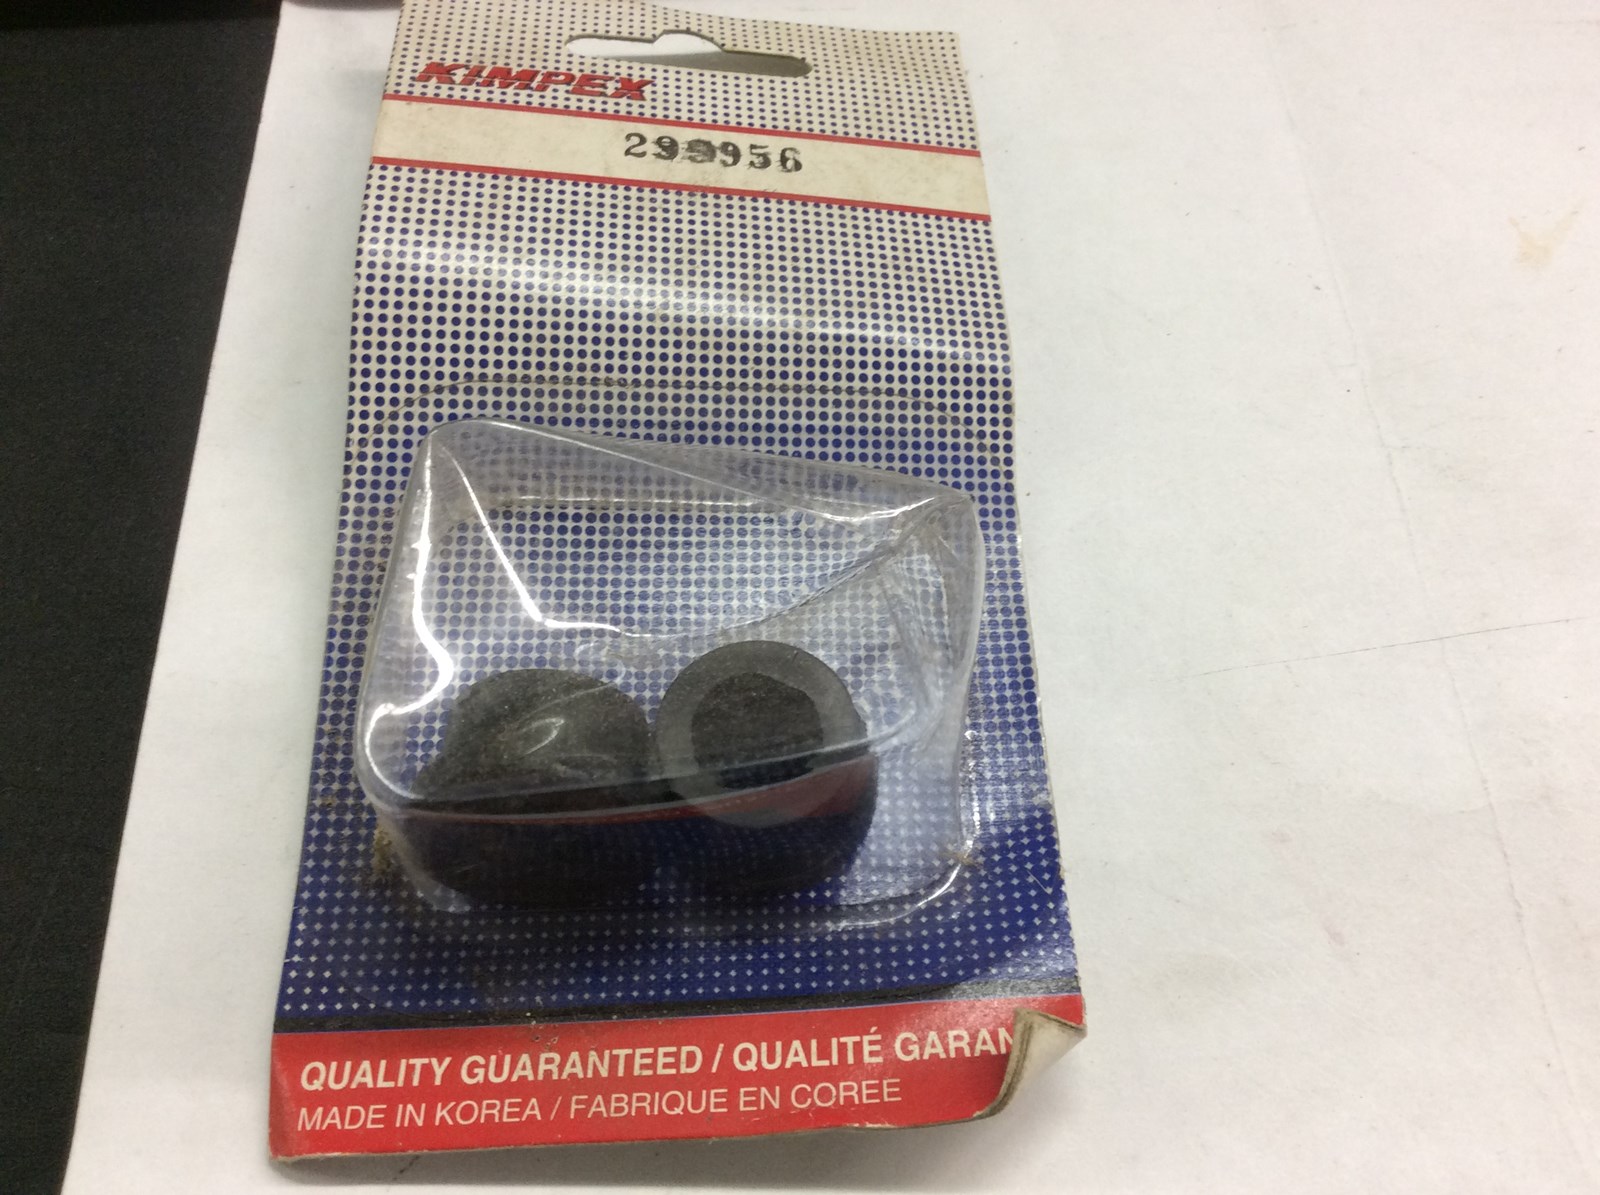 KIMPEX
299956
QUALITY GUARANTEED / QUALITÉ GARAN
MADE IN KOREA / FABRIQUE EN COREE